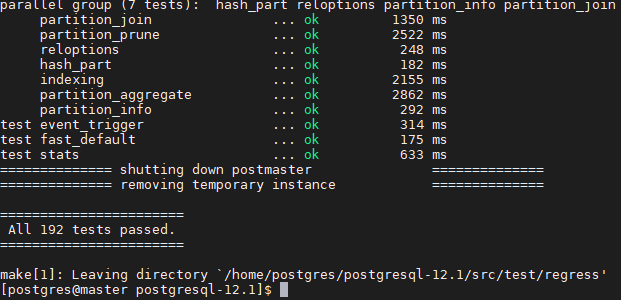 parallel group (7 tests):  hash_part reloptions partition_info partition_join
     partition_join               ... ok         1350 ms
     partition_prune              ... ok         2522 ms
     reloptions                   ... ok          248 ms
     hash_part                    ... ok          182 ms
     indexing                     ... ok         2155 ms
     partition_aggregate          ... ok         2862 ms
     partition_info               ... ok          292 ms
test event_trigger                ... ok          314 ms
test fast_default                 ... ok          175 ms
test stats                        ... ok          633 ms
============== shutting down postmaster               ==============
============== removing temporary instance            ==============
=======================
 All 192 tests passed.
=======================
make[1]: Leaving directory `/home/postgres/postgresql-12.1/src/test/regress'
[postgres@master postgresql-12.1]$